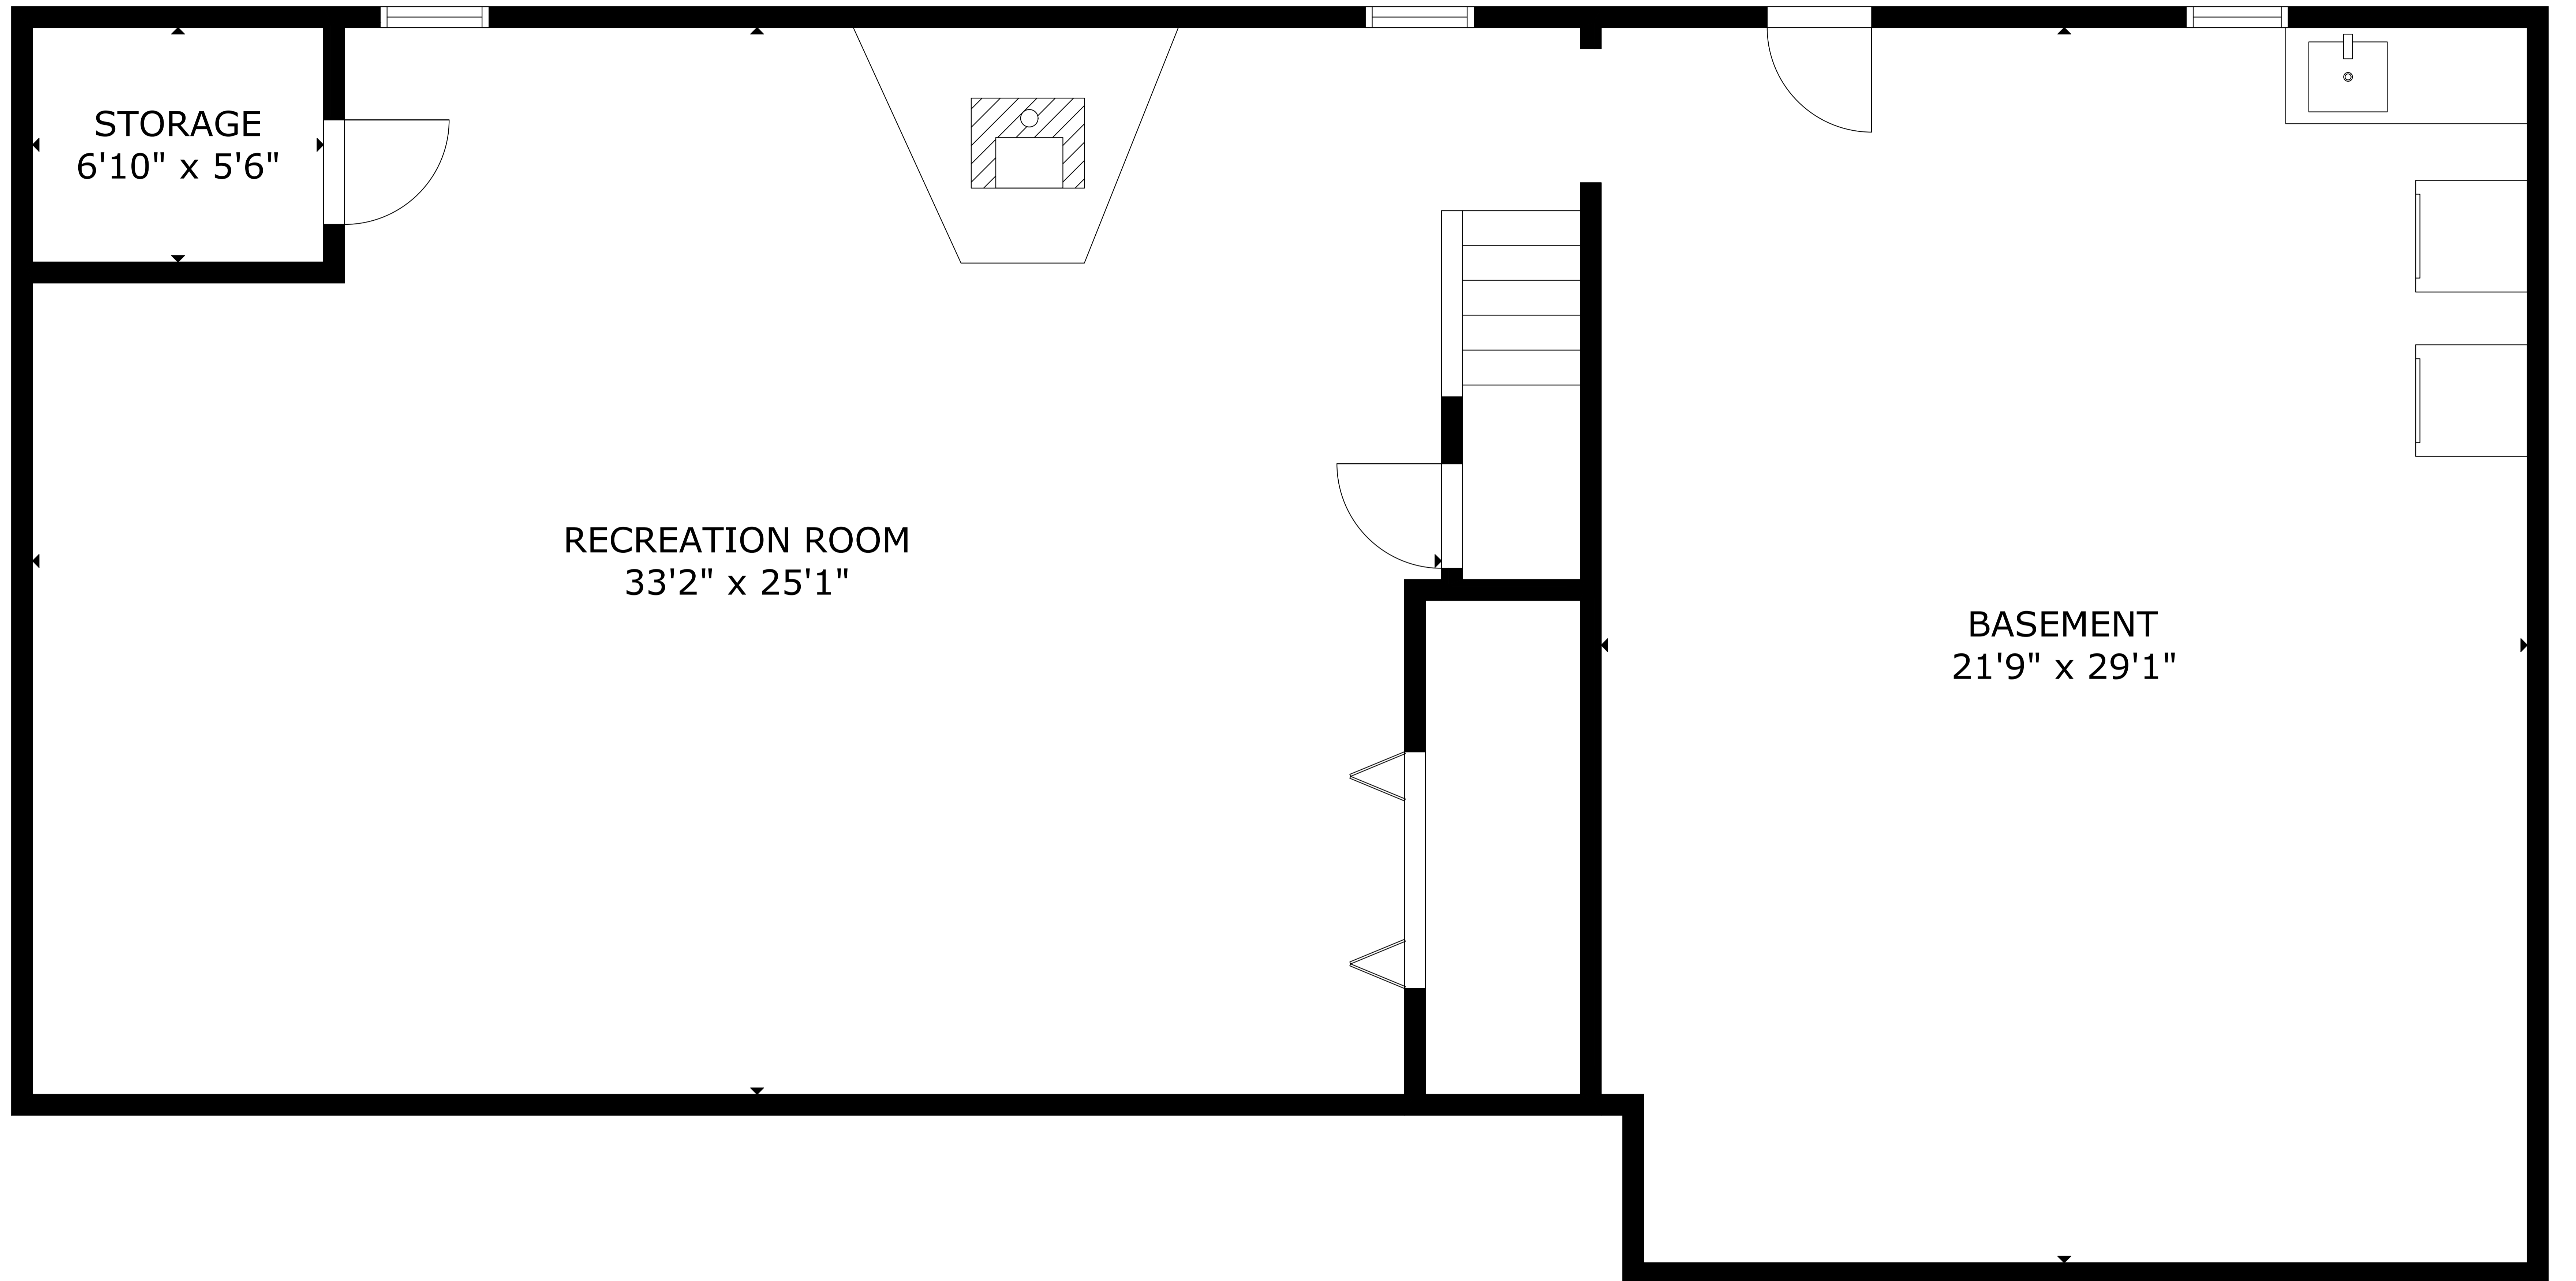 STORAGE
6'10" x 5'6"
RECREATION ROOM
33'2" x 25'1"
BASEMENT
21'9" x 29'1"